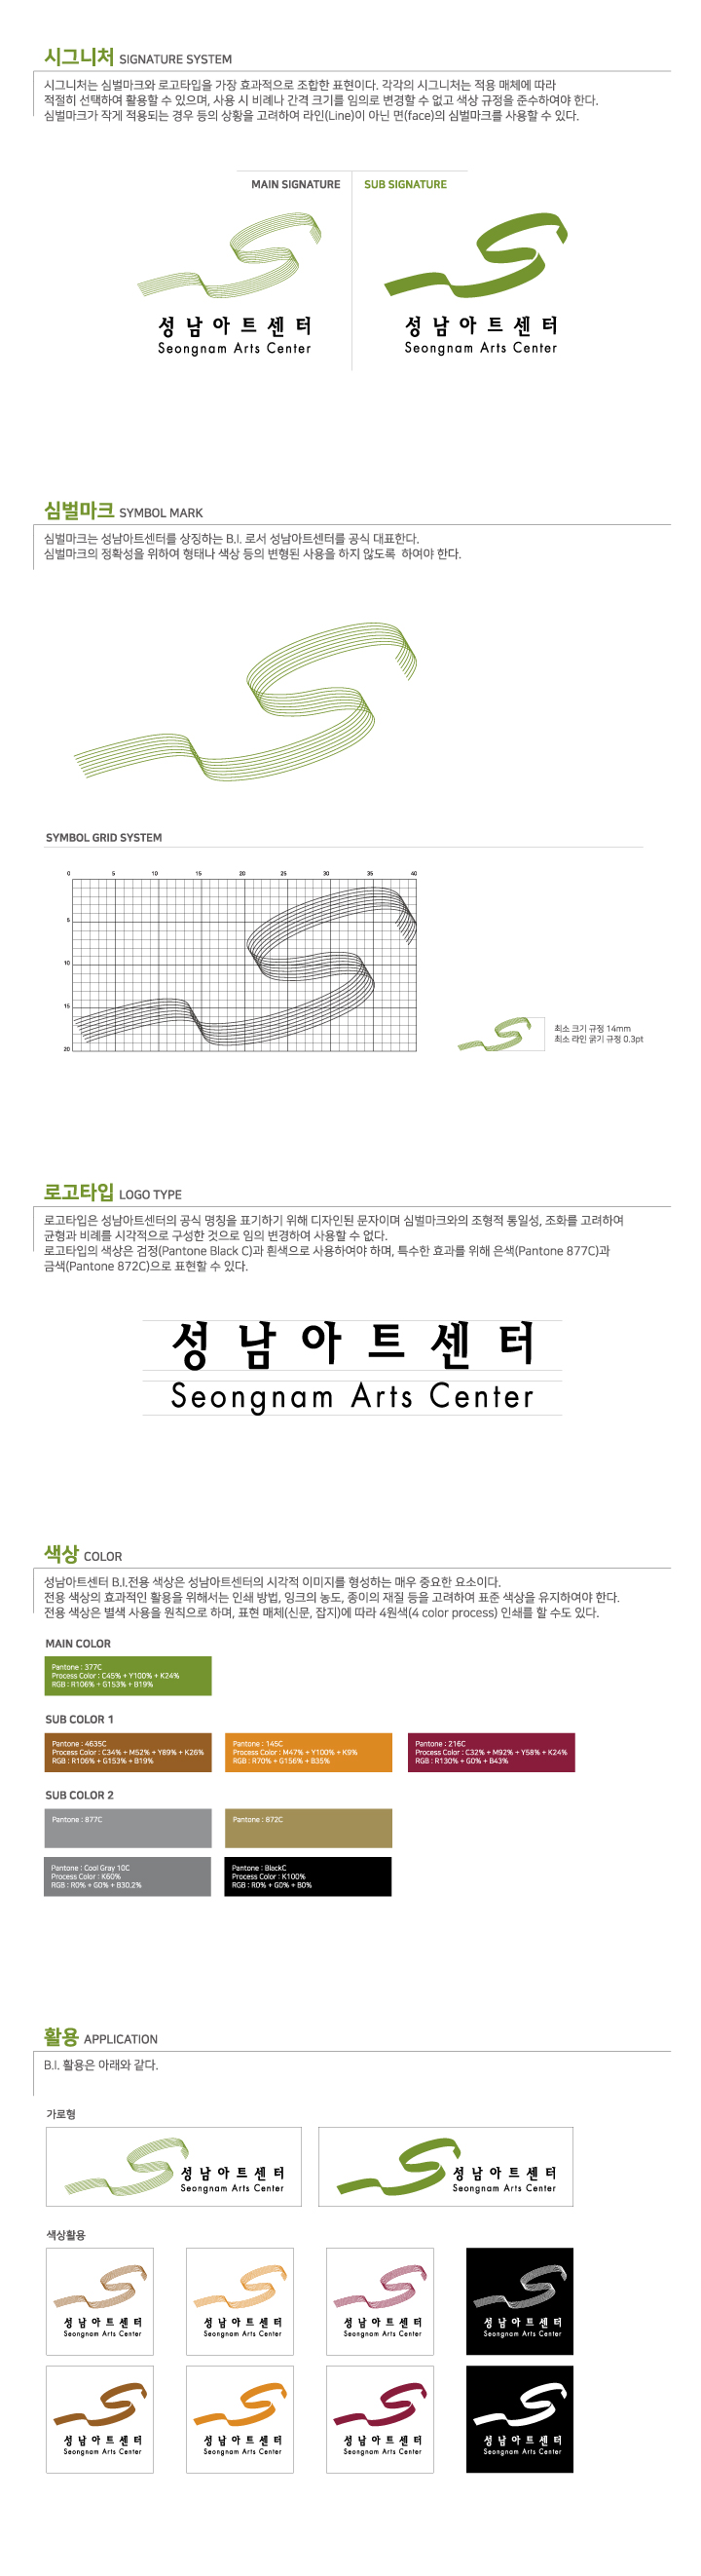 시그니처 SIGNATURE SYSTEM
시그니처는 심벌마크와 로고타입을 가장 효과적으로 조합한 표현이다. 각각의 시그니처는 적용 매체에 따라
적절히 선택하여 활용할 수 있으며, 사용 시 비례나 간격 크기를 임의로 변경할 수 없고 색상 규정을 준수하여야 한다.
심벌마크가 작게 적용되는 경우 등의 상황을 고려하여 라인(Line)이 아닌 면(face)의 심벌마크를 사용할 수 있다.
MAIN SIGNATURE
SUB SIGNATURE
성남아트센터
Seongnam Arts Center
성남아트센터
Seongnam Arts Center
심벌마크 SYMBOL MARK
심벌마크는 성남아트센터를 상징하는 B.I. 로서 성남아트센터를 공식 대표한다.
심벌마크의 정확성을 위하여 형태나 색상 등의 변형된 사용을 하지 않도록 하여야 한다.
SYMBOL GRID SYSTEM
0 5 10 15 20 25 30 35 40
5
10
15
20
최소 크기 규정 14mm
최소 라인 굵기 규정 0.3pt
로고타입 LOGO TYPE
로고타입은 성남아트센터의 공식 명칭을 표기하기 위해 디자인된 문자이며 심벌마크와의 조형적 통일성, 조화를 고려하여
균형과 비례를 시각적으로 구성한 것으로 임의 변경하여 사용할 수 없다.
로고타입의 색상은 검정(Pantone Black C)과 흰색으로 사용하여야 하며, 특수한 효과를 위해 은색(Pantone 877C)과
금색(Pantone 872C)으로 표현할 수 있다.
성남아트센터
Seongnam Arts Center
색상 COLOR
성남아트센터 B.I.전용 색상은 성남아트센터의 시각적 이미지를 형성하는 매우 중요한 요소이다.
전용 색상의 효과적인 활용을 위해서는 인쇄 방법, 잉크의 농도, 종이의 재질 등을 고려하여 표준 색상을 유지하여야 한다.
전용 색상은 별색 사용을 원칙으로 하며, 표현 매체(신문, 잡지)에 따라 4원색(4 color process) 인쇄를 할 수도 있다.
MAIN COLOR
Pantone : 377C
Process Color : C45% + Y100% + K24%
RGB : R106% + G153% + B19%
SUB COLOR 1
Pantone : 4635C
Process Color : C34% + M52% + Y89% + K26%
RGB : R106% + G153% + B19%
Pantone : 145C
Process Color : M47% + Y100% + K9%
RGB : R70% + G156% + B35%
Pantone : 216C
Process Color : C32% + M92% + Y58% + K24%
RGB : R130% + G0% + B43%
SUB COLOR 2
Pantone : 877C
Pantone : 872C
Pantone : Cool Gray 10C
Process Color : K60%
RGB : R0% + G0% + B30.2%
Pantone : BlackC
Process Color : K100%
RGB : R0% + G0% + B0%
활용 APPLICATION
B.I. 활용은 아래와 같다.
가로형
성남아트센터
Seongnam Arts Center
성남아트센터
Seongnam Arts Center
색상활용
성남아트센터
Seongnam Arts Center
성남아트센터
Seongnam Arts Center
성남아트센터
Seongnam Arts Center
성남아트센터
Seongnam Arts Center
성남아트센터
Seongnam Arts Center
성남아트센터
Seongnam Arts Center
성남아트센터
Seongnam Arts Center
성남아트센터
Seongnam Arts Center